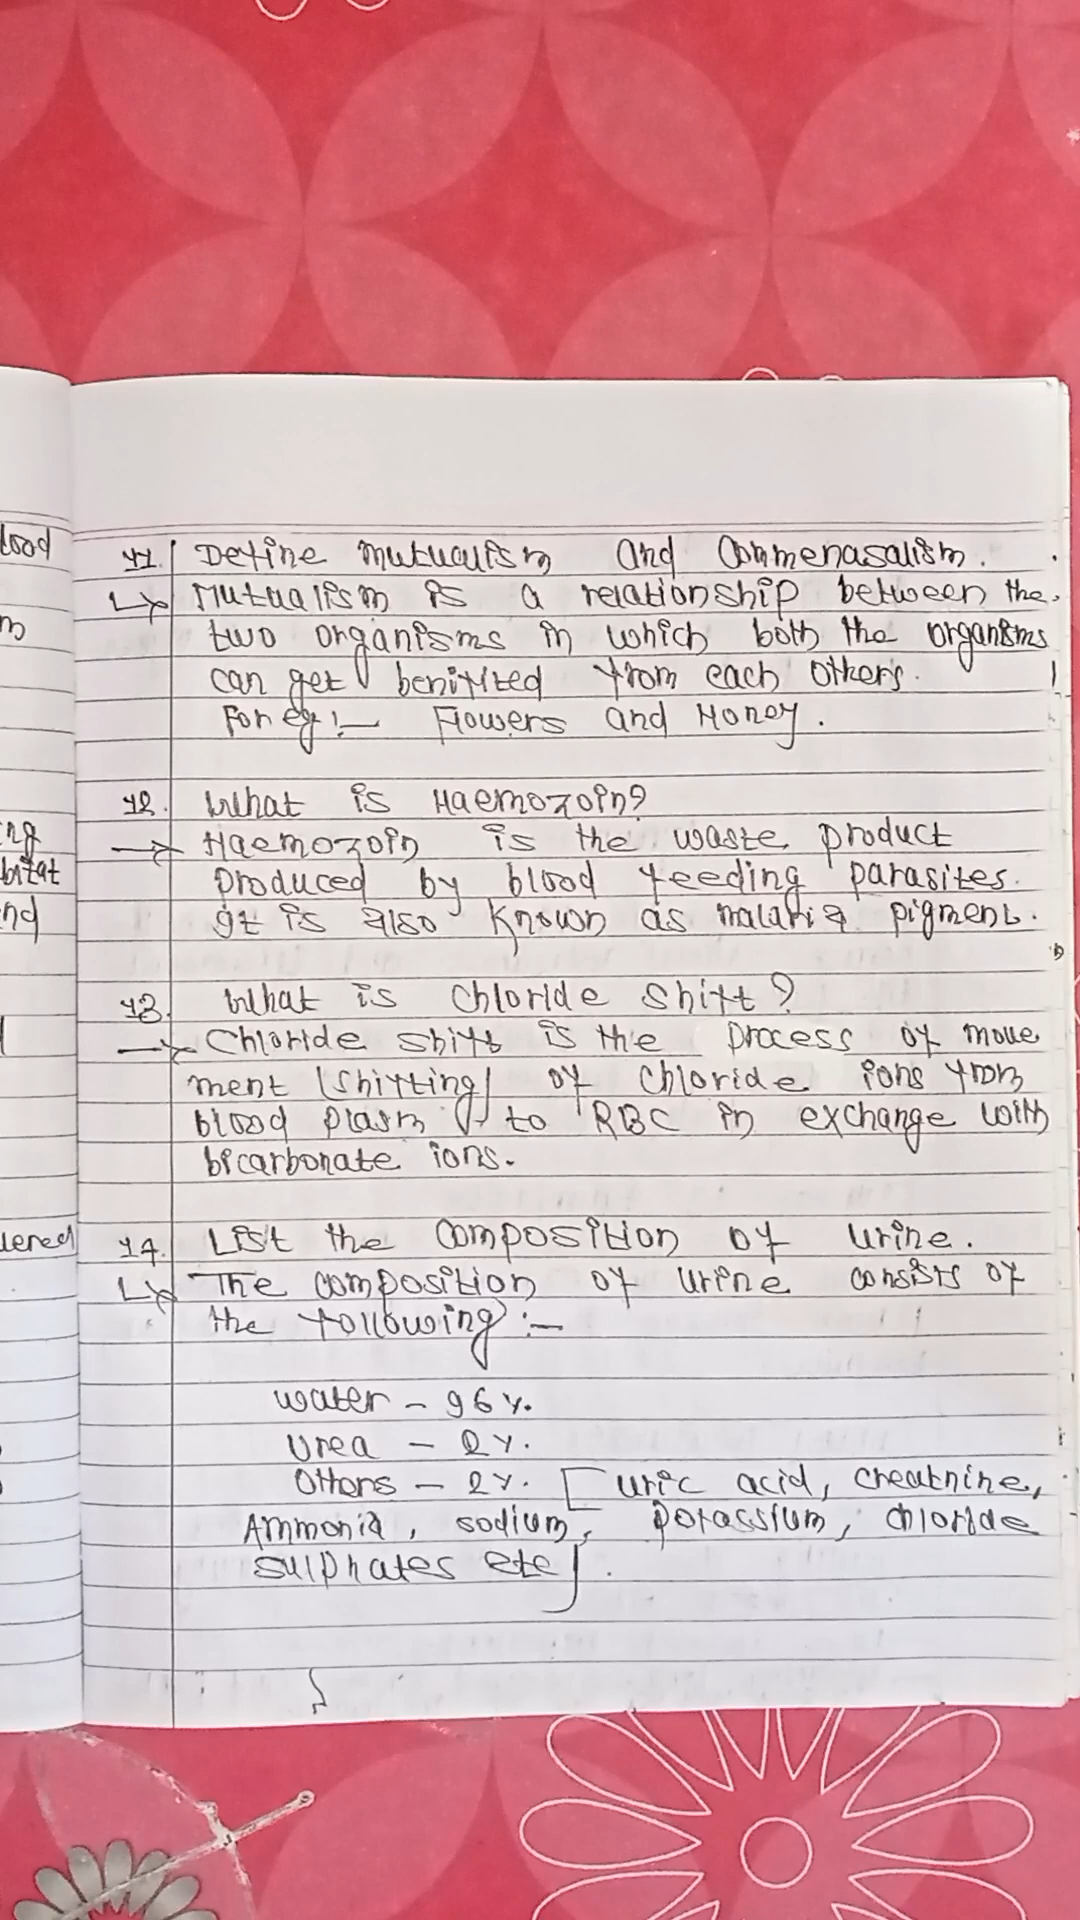 11. Define mutualism and Commenasalism.
Mutualism is a relationship between the
two organisms in which both the organisms
can get benifited from each others.
For eg:- Flowers and Honey.
12. What is Haemozoin?
Haemozoin is the waste product
produced by blood feeding parasites.
It is also known as malaria pigment.
13. What is chloride shift?
Chloride shift is the process of move
ment (shifting) of chloride ions from
blood plasm to RBC in exchange with
bicarbonate ions.
14. List the composition of urine.
The composition of urine consists of
the following:-
water - 96%.
Urea - 2%.
Others - 2%. [uric acid, creatnine,
Ammonia, sodium, potassium, chloride
sulphates etc].